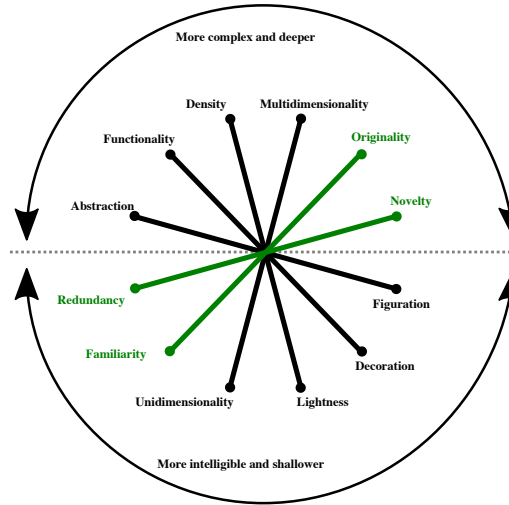 More complex and deeper
Density
Multidimensionality
Functionality
Originality
Abstraction
Novelty
Redundancy
Figuration
Familiarity
Decoration
Unidimensionality
Lightness
More intelligible and shallower